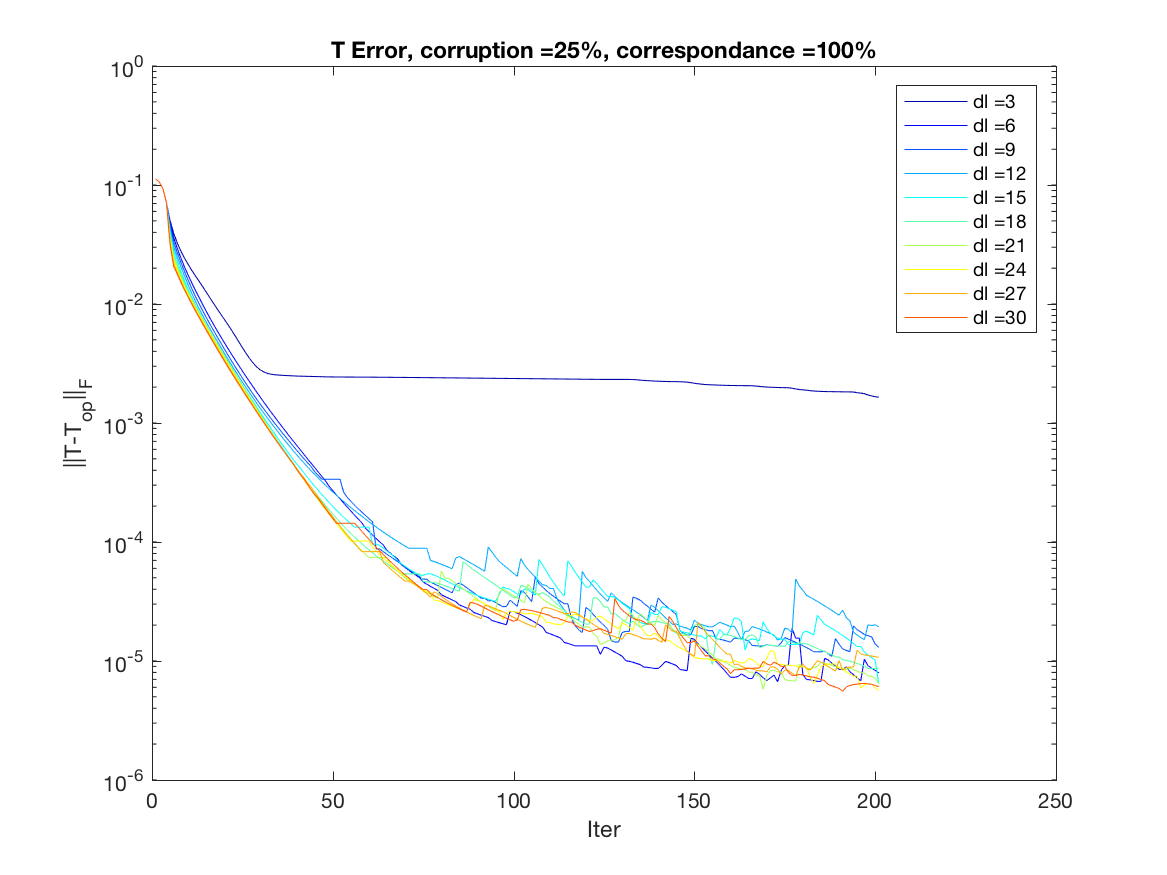 T Error, corruption =25%, correspondance =100%
10^0
10^-1
10^-2
10^-3
10^-4
10^-5
10^-6
||T-T_op||_F
0
50
100
150
200
250
Iter
dl =3
dl =6
dl =9
dl =12
dl =15
dl =18
dl =21
dl =24
dl =27
dl =30